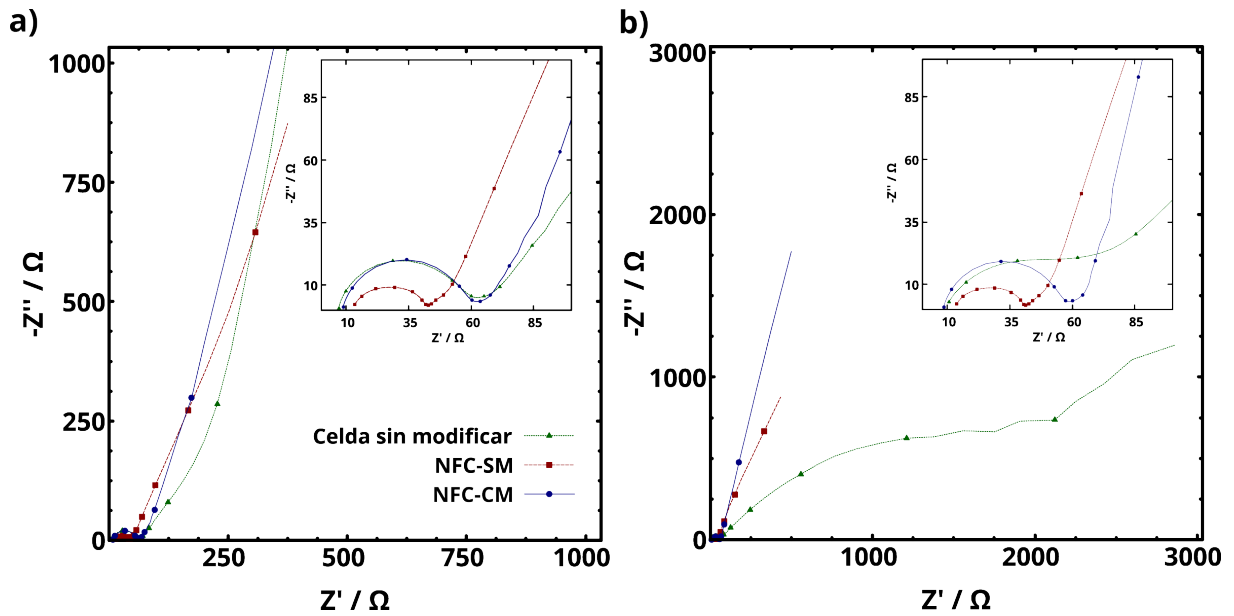 a)
1000
750
500
250
0
-Z'' / Ω
250
500
750
1000
Z' / Ω
85
60
35
10
-Z'' / Ω
10
35
60
85
Z' / Ω
Celda sin modificar
NFC-SM
NFC-CM
b)
3000
2000
1000
0
-Z'' / Ω
1000
2000
3000
Z' / Ω
85
60
35
10
-Z'' / Ω
10
35
60
85
Z' / Ω